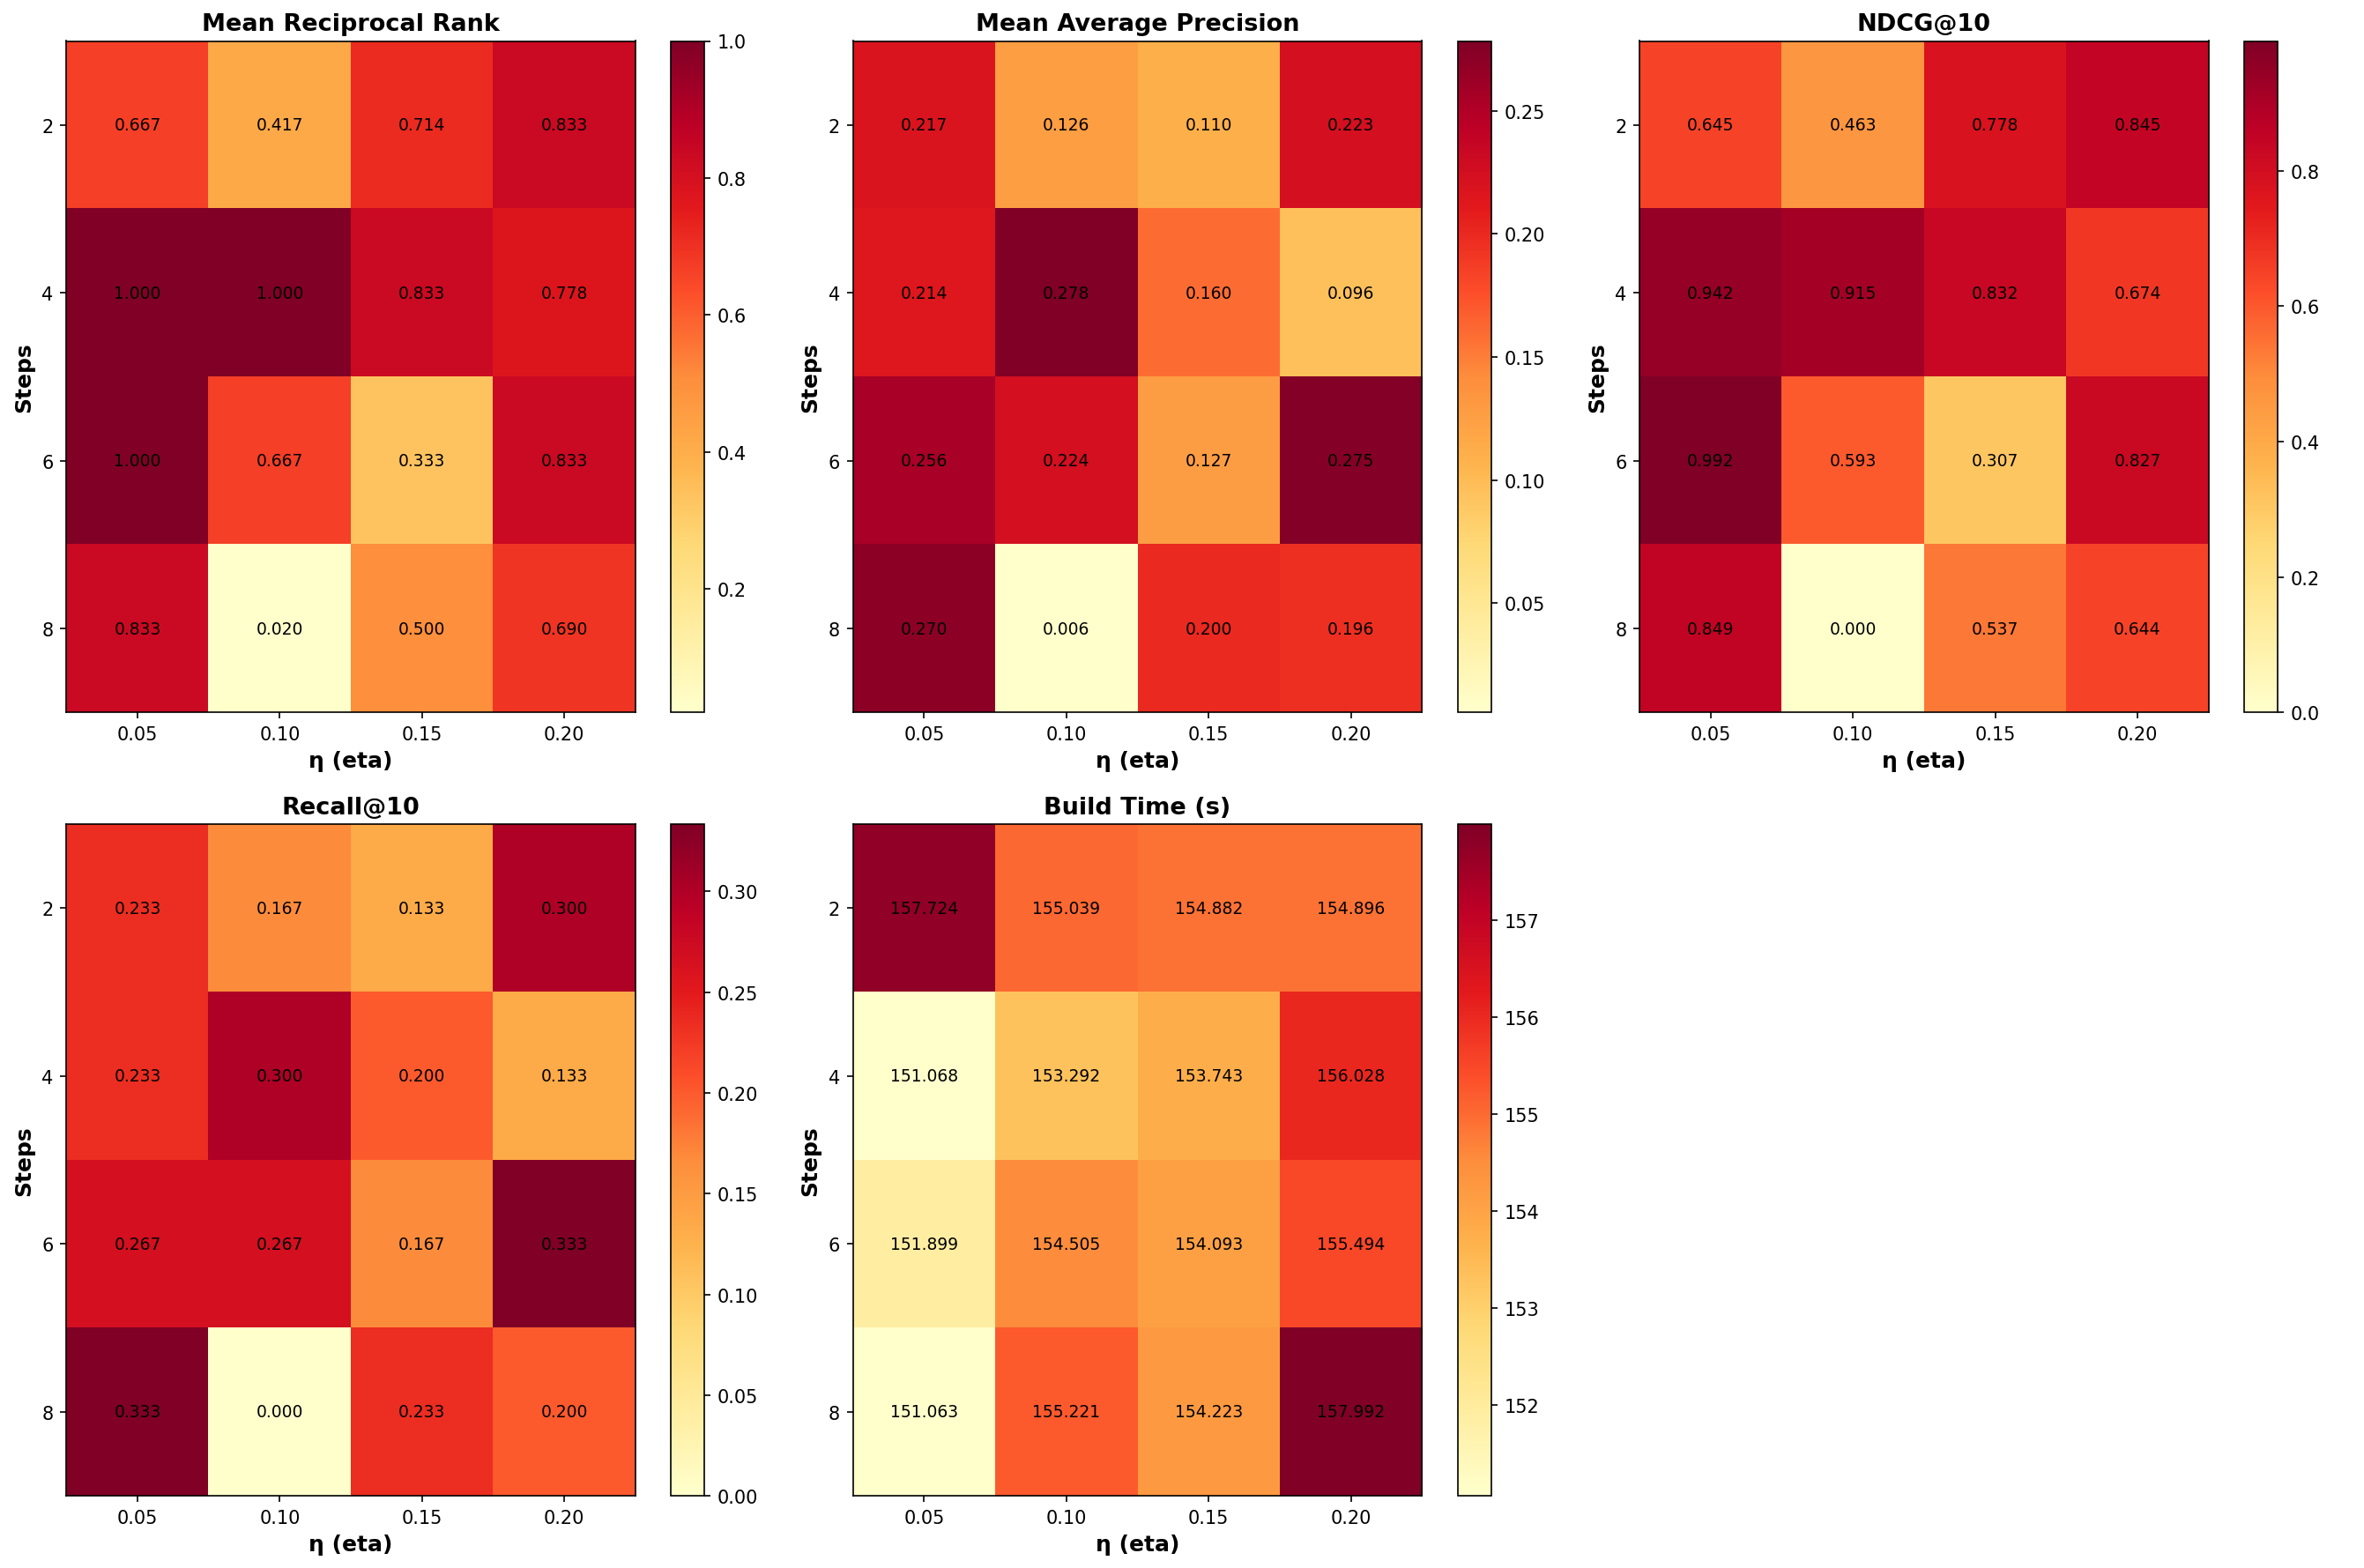 Mean Reciprocal Rank
Steps
2 0.667 0.417 0.714 0.833
4 1.000 1.000 0.833 0.778
6 1.000 0.667 0.333 0.833
8 0.833 0.020 0.500 0.690
0.05 0.10 0.15 0.20
η (eta)
1.0
0.8
0.6
0.4
0.2
Mean Average Precision
Steps
2 0.217 0.126 0.110 0.223
4 0.214 0.278 0.160 0.096
6 0.256 0.224 0.127 0.275
8 0.270 0.006 0.200 0.196
0.05 0.10 0.15 0.20
η (eta)
0.25
0.20
0.15
0.10
0.05
NDCG@10
Steps
2 0.645 0.463 0.778 0.845
4 0.942 0.915 0.832 0.674
6 0.992 0.593 0.307 0.827
8 0.849 0.000 0.537 0.644
0.05 0.10 0.15 0.20
η (eta)
0.8
0.6
0.4
0.2
0.0
Recall@10
Steps
2 0.233 0.167 0.133 0.300
4 0.233 0.300 0.200 0.133
6 0.267 0.267 0.167 0.333
8 0.333 0.000 0.233 0.200
0.05 0.10 0.15 0.20
η (eta)
0.30
0.25
0.20
0.15
0.10
0.05
0.00
Build Time (s)
Steps
2 157.724 155.039 154.882 154.896
4 151.068 153.292 153.743 156.028
6 151.899 154.505 154.093 155.494
8 151.063 155.221 154.223 157.992
0.05 0.10 0.15 0.20
η (eta)
157
156
155
154
153
152